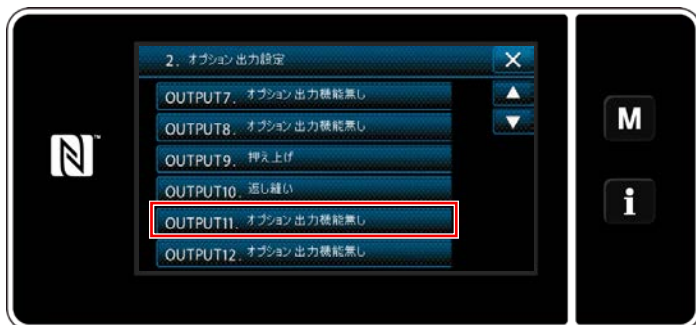 2. オプション出力設定
OUTPUT7. オプション出力機能無し
OUTPUT8. オプション出力機能無し
OUTPUT9. 押え上げ
OUTPUT10. 返し縫い
OUTPUT11. オプション出力機能無し
OUTPUT12. オプション出力機能無し
M
i